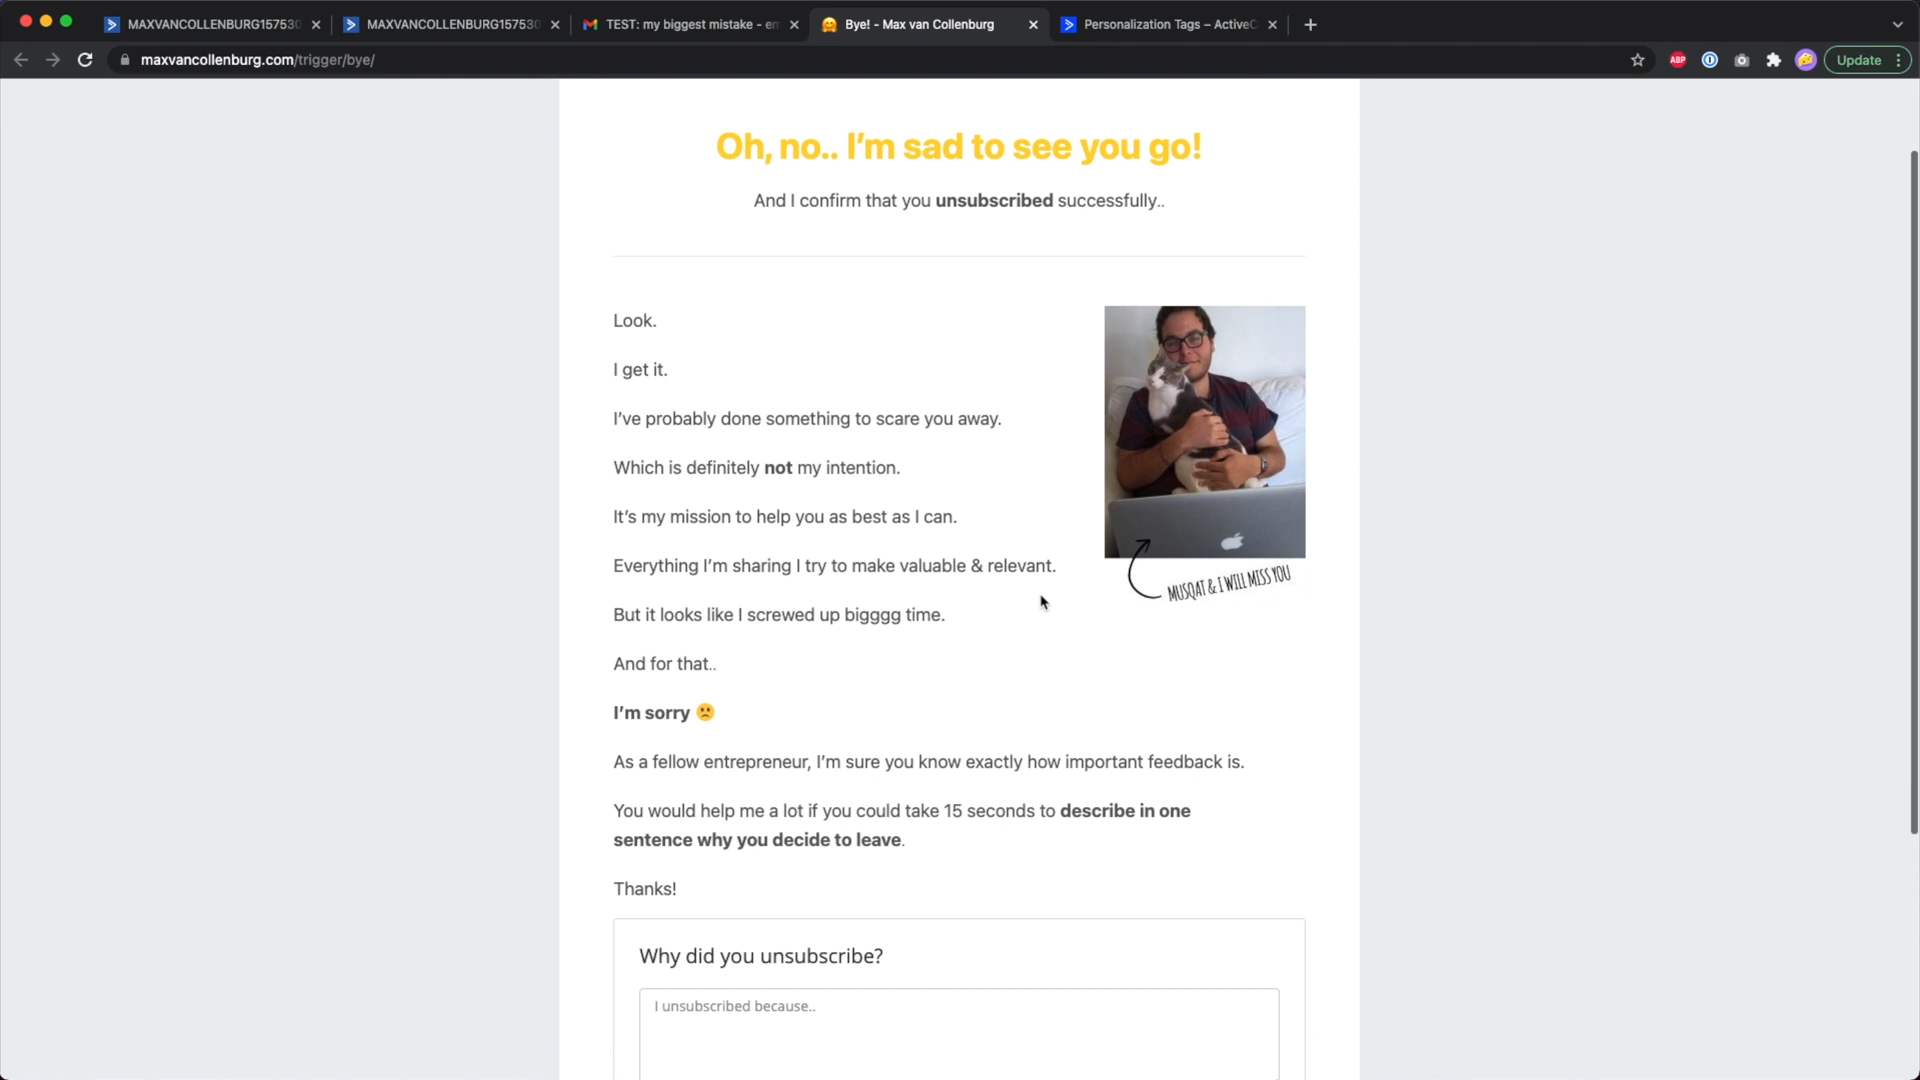 MAXVANCOLLENBURG157530
MAXVANCOLLENBURG157530
TEST: my biggest mistake - em
Bye! - Max van Collenburg
Personalization Tags – ActiveC
maxvancollenburg.com/trigger/bye/
ABP
Update
Oh, no.. I’m sad to see you go!
And I confirm that you unsubscribed successfully..
Look.
I get it.
I’ve probably done something to scare you away.
Which is definitely not my intention.
It’s my mission to help you as best as I can.
Everything I’m sharing I try to make valuable & relevant.
MUSQAT & I WILL MISS YOU
But it looks like I screwed up bigggg time.
And for that..
I’m sorry 🙁
As a fellow entrepreneur, I’m sure you know exactly how important feedback is.
You would help me a lot if you could take 15 seconds to describe in one
sentence why you decide to leave.
Thanks!
Why did you unsubscribe?
I unsubscribed because..